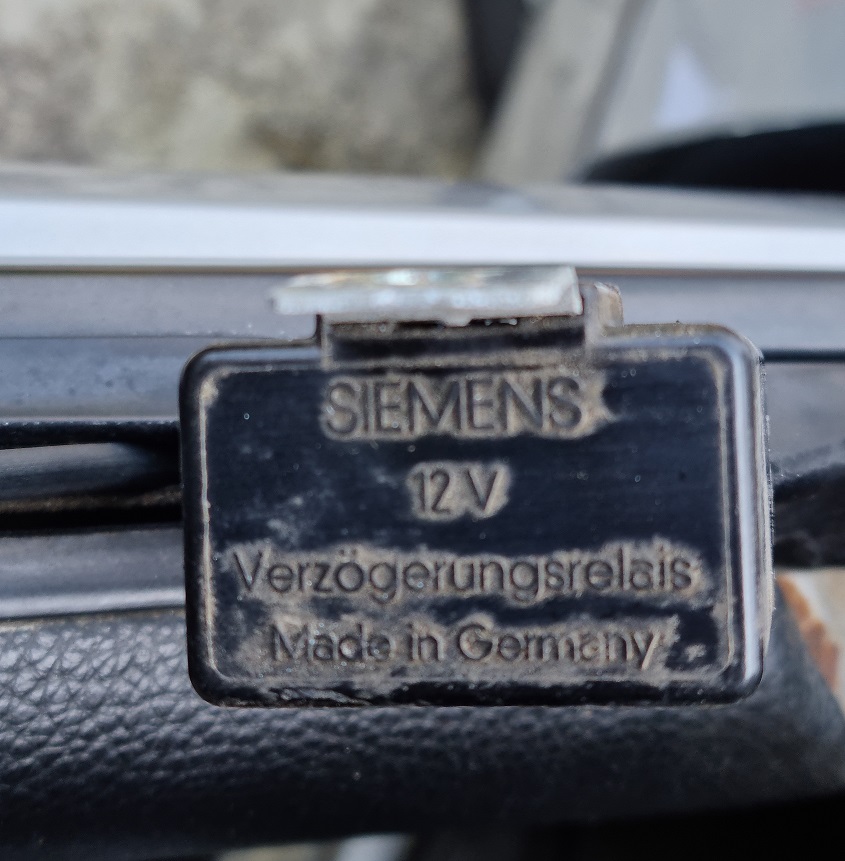 SIEMENS
12 V
Verzögerungsrelais
Made in Germany